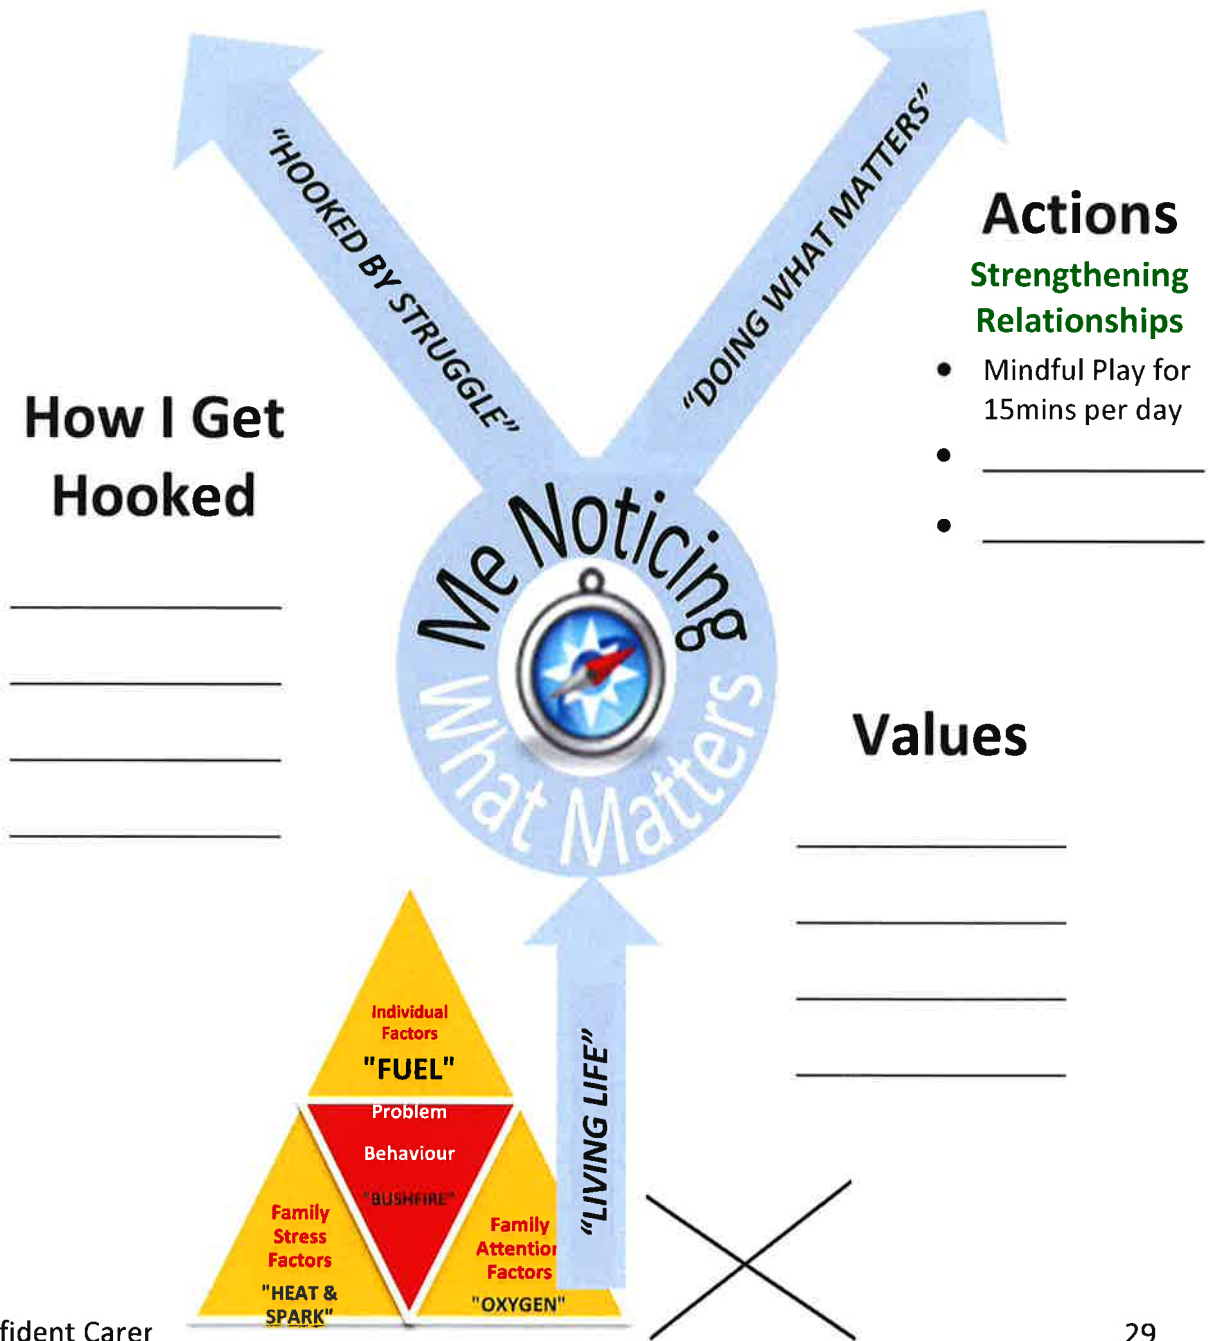 "HOOKED BY STRUGGLE"
"DOING WHAT MATTERS"
Actions
Strengthening
Relationships
• Mindful Play for
15mins per day
•
•
How I Get
Hooked
Me Noticing
What Matters
Values
Individual
Factors
"FUEL"
Problem
Behaviour
"BUSHFIRE"
Family
Stress
Factors
"HEAT &
SPARK"
Family
Attention
Factors
"OXYGEN"
"LIVING LIFE"
fident Carer
29